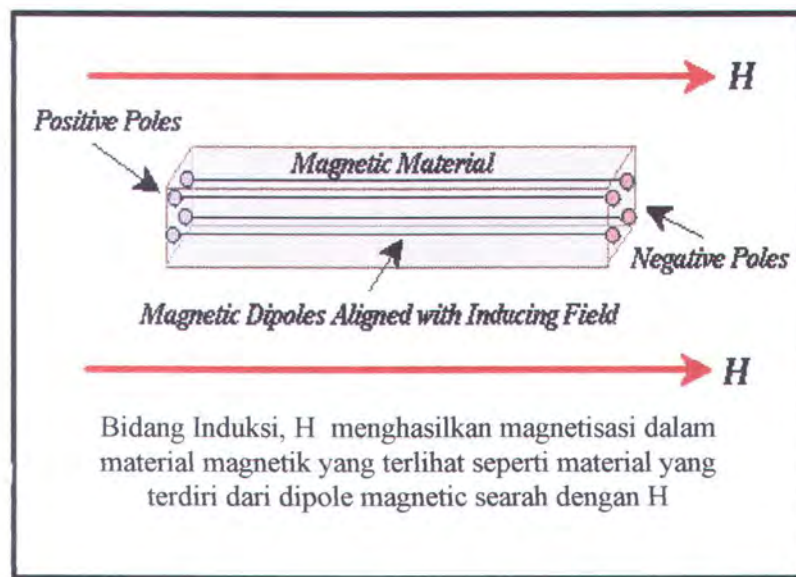 H
Positive Poles
Magnetic Material
Negative Poles
Magnetic Dipoles Aligned with Inducing Field
H
Bidang Induksi, H menghasilkan magnetisasi dalam
material magnetik yang terlihat seperti material yang
terdiri dari dipole magnetic searah dengan H